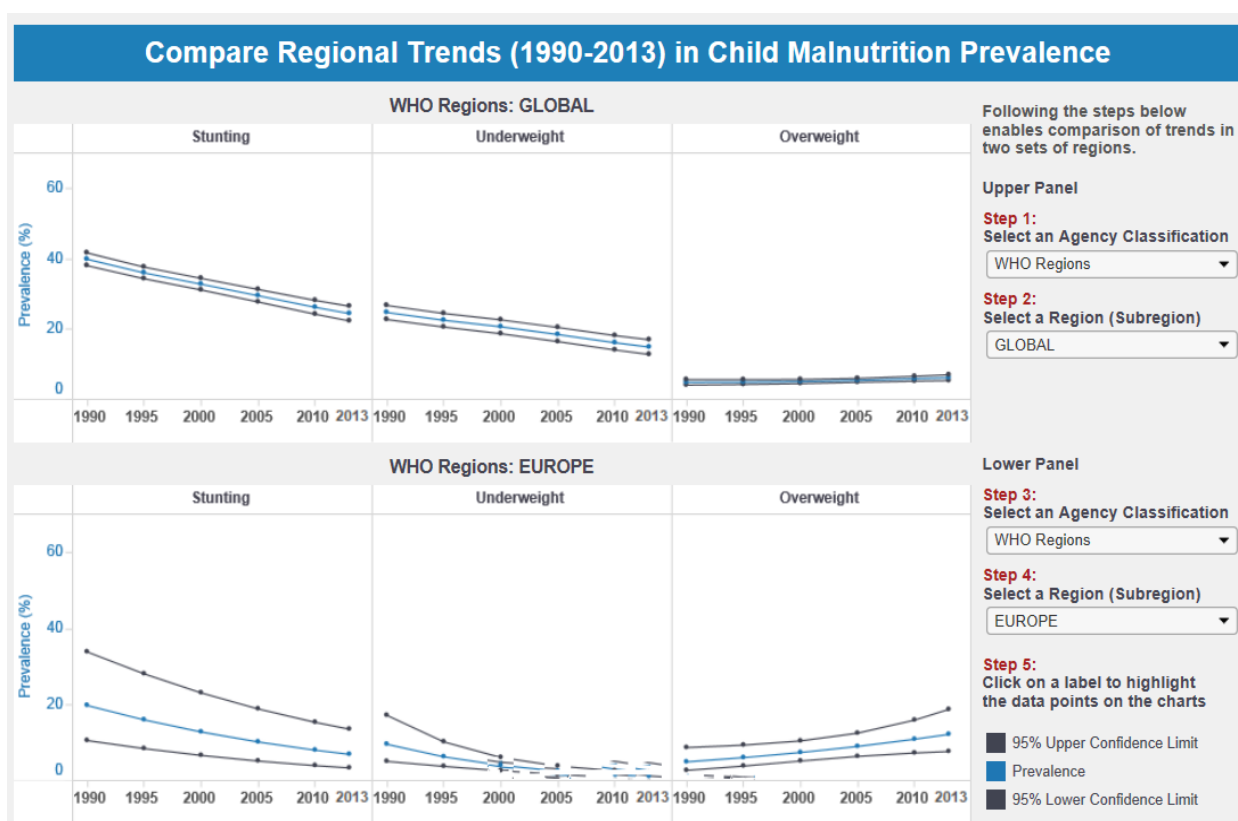 Compare Regional Trends (1990-2013) in Child Malnutrition Prevalence
WHO Regions: GLOBAL
Stunting
Underweight
Overweight
Prevalence (%)
60
40
20
0
1990 1995 2000 2005 2010 2013
1990 1995 2000 2005 2010 2013
1990 1995 2000 2005 2010 2013
Following the steps below
enables comparison of trends in
two sets of regions.
Upper Panel
Step 1:
Select an Agency Classification
WHO Regions
Step 2:
Select a Region (Subregion)
GLOBAL
WHO Regions: EUROPE
Stunting
Underweight
Overweight
Prevalence (%)
60
40
20
0
1990 1995 2000 2005 2010 2013
1990 1995 2000 2005 2010 2013
1990 1995 2000 2005 2010 2013
Lower Panel
Step 3:
Select an Agency Classification
WHO Regions
Step 4:
Select a Region (Subregion)
EUROPE
Step 5:
Click on a label to highlight
the data points on the charts
95% Upper Confidence Limit
Prevalence
95% Lower Confidence Limit